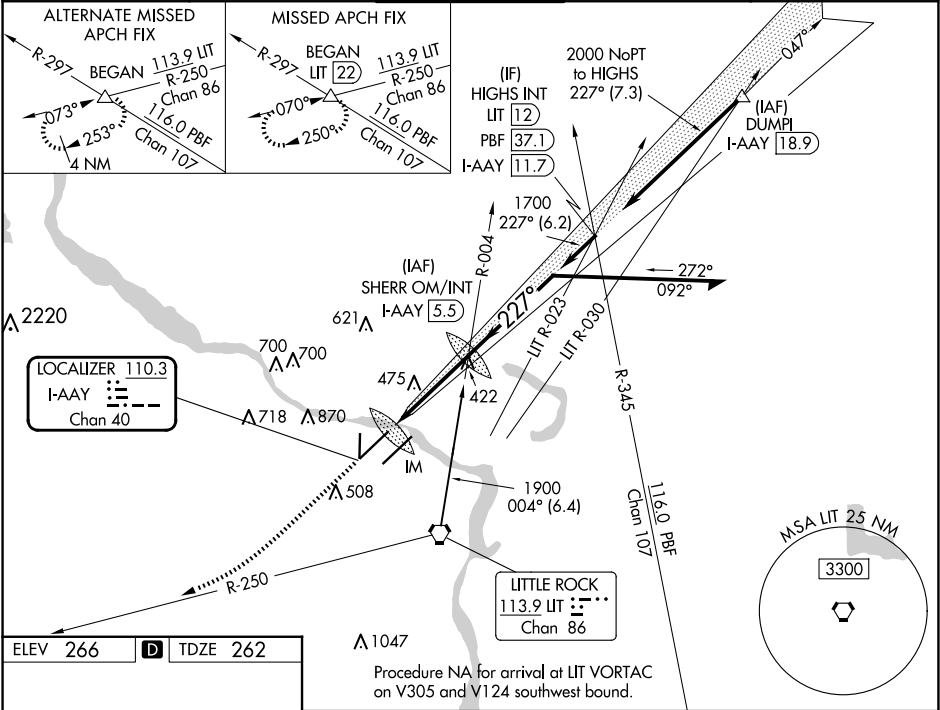 ALTERNATE MISSED
APCH FIX
R-297
BEGAN
113.9 LIT
R-250
Chan 86
073°
253°
4 NM
116.0 PBF
Chan 107
MISSED APCH FIX
R-297
BEGAN
LIT 22
113.9 LIT
R-250
Chan 86
070°
250°
116.0 PBF
Chan 107
2000 NoPT
to HIGHS
227° (7.3)
047°
(IF)
HIGHS INT
LIT 12
PBF 37.1
I-AAY 11.7
(IAF)
DUMPI
I-AAY 18.9
1700
227° (6.2)
R-004
(IAF)
SHERR OM/INT
I-AAY 5.5
227°
272°
092°
LIT R-023
LIT R-030
R-345
116.0 PBF
Chan 107
2220
621
700
700
475
422
718
870
IM
508
LOCALIZER 110.3
I-AAY
Chan 40
1900
004° (6.4)
R-250
LITTLE ROCK
113.9 LIT
Chan 86
MSA LIT 25 NM
3300
1047
ELEV 266 D TDZE 262
Procedure NA for arrival at LIT VORTAC
on V305 and V124 southwest bound.